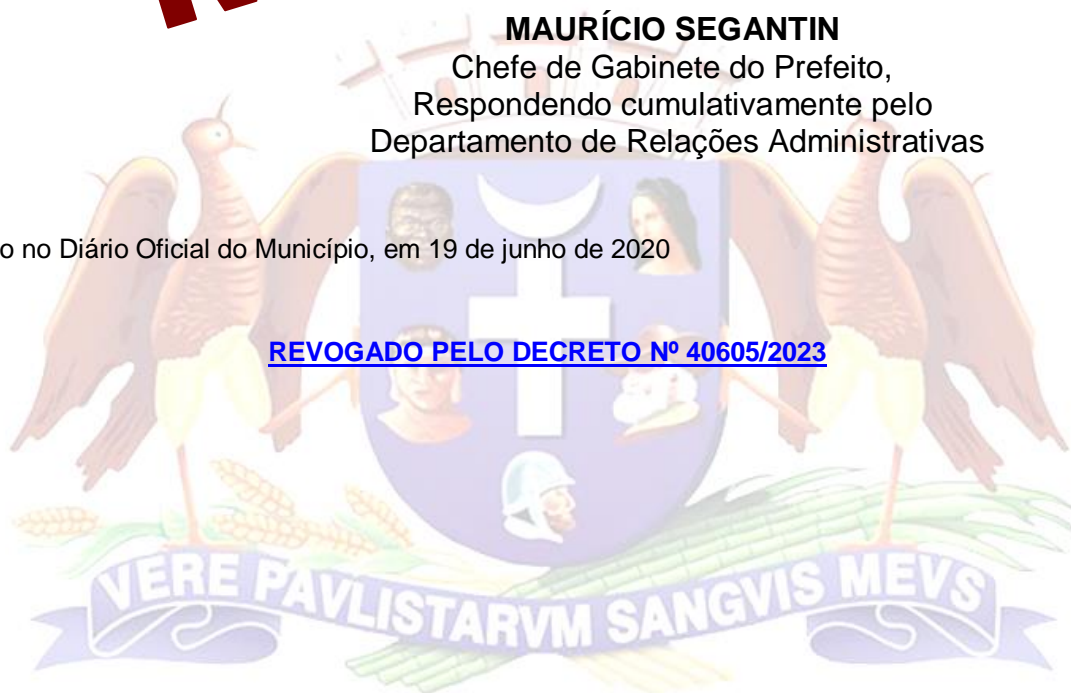 MAURÍCIO SEGANTIN
Chefe de Gabinete do Prefeito,
Respondendo cumulativamente pelo
Departamento de Relações Administrativas
o no Diário Oficial do Município, em 19 de junho de 2020
REVOGADO PELO DECRETO Nº 40605/2023
VERE PAVLISTARVM SANGVIS MEVS